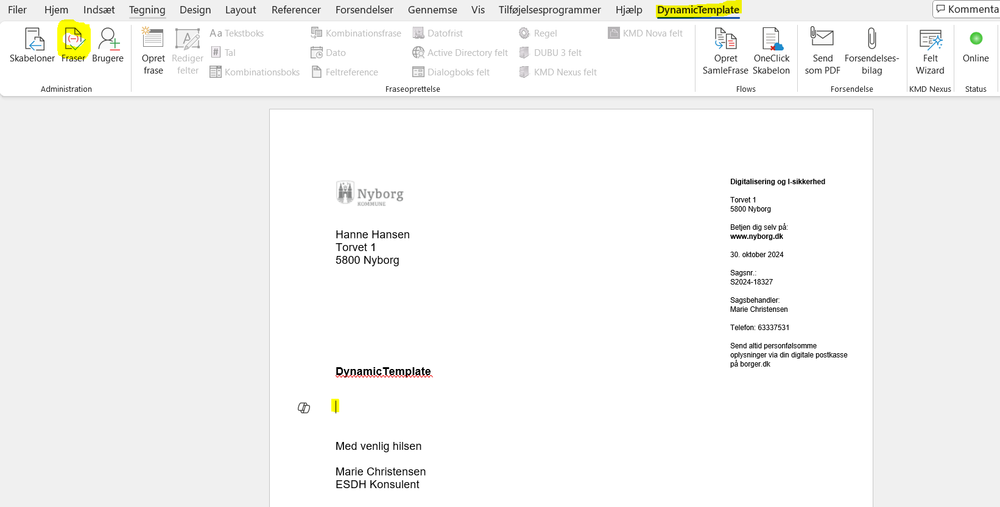 Filer Hjem Indsæt Tegning Design Layout Referencer Forsendelser Gennemse Vis Tilføjelsesprogrammer Hjælp DynamicTemplate Kommenta
Skabeloner Fraser Brugere
Administration
Opret frase
Rediger felter
Aa Tekstboks
# Tal
Kombinationsboks
Kombinationsfrase
Dato
Feltreference
Datofrist
Active Directory felt
Dialogboks felt
Regel
DUBU 3 felt
KMD Nexus felt
KMD Nova felt
Fraseoprettelse
Opret SamleFrase
OneClick Skabelon
Flows
Send som PDF
Forsendelses-
bilag
Forsendelse
Felt Wizard
KMD Nexus
Online
Status
Nyborg
KOMMUNE
Hanne Hansen
Torvet 1
5800 Nyborg
Digitalisering og I-sikkerhed
Torvet 1
5800 Nyborg
Betjen dig selv på:
www.nyborg.dk
30. oktober 2024
Sagsnr.:
S2024-18327
Sagsbehandler:
Marie Christensen
Telefon: 63337531
Send altid personfølsomme
oplysninger via din digitale postkasse
på borger.dk
DynamicTemplate
Med venlig hilsen
Marie Christensen
ESDH Konsulent